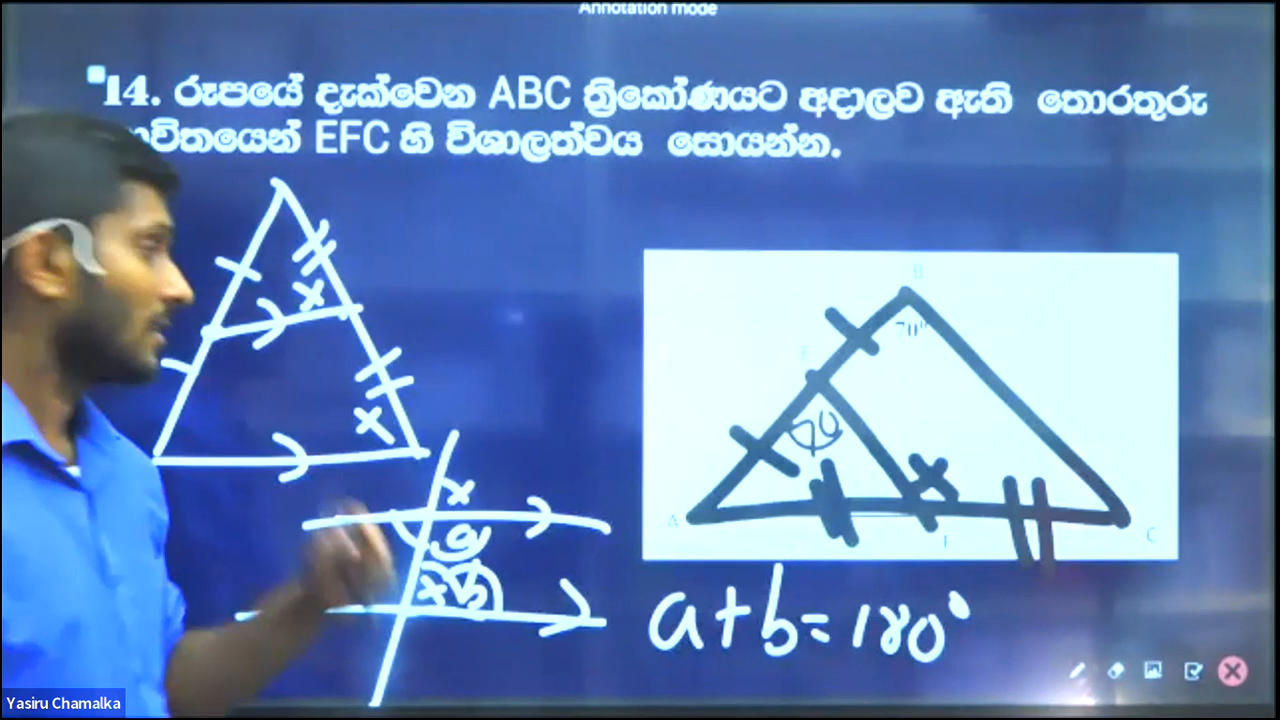 Annotation mode
14. රූපයේ දැක්වෙන ABC ත්‍රිකෝණයට අදාලව ඇති තොරතුරු
භාවිතයෙන් EFC හි විශාලත්වය සොයන්න.
B
70°
A
C
x
x
x
x
a+b=180°
Yasiru Chamalka